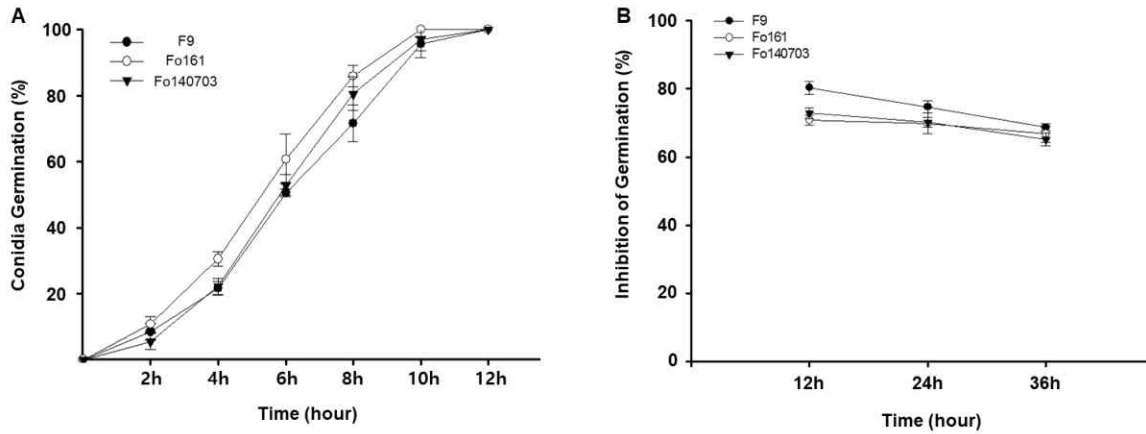 A
F9
Fo161
Fo140703
100
80
60
40
20
Conidia Germination (%)
2h 4h 6h 8h 10h 12h
Time (hour)
B
F9
Fo161
Fo140703
100
80
60
40
20
0
Inhibition of Germination (%)
12h 24h 36h
Time (hour)